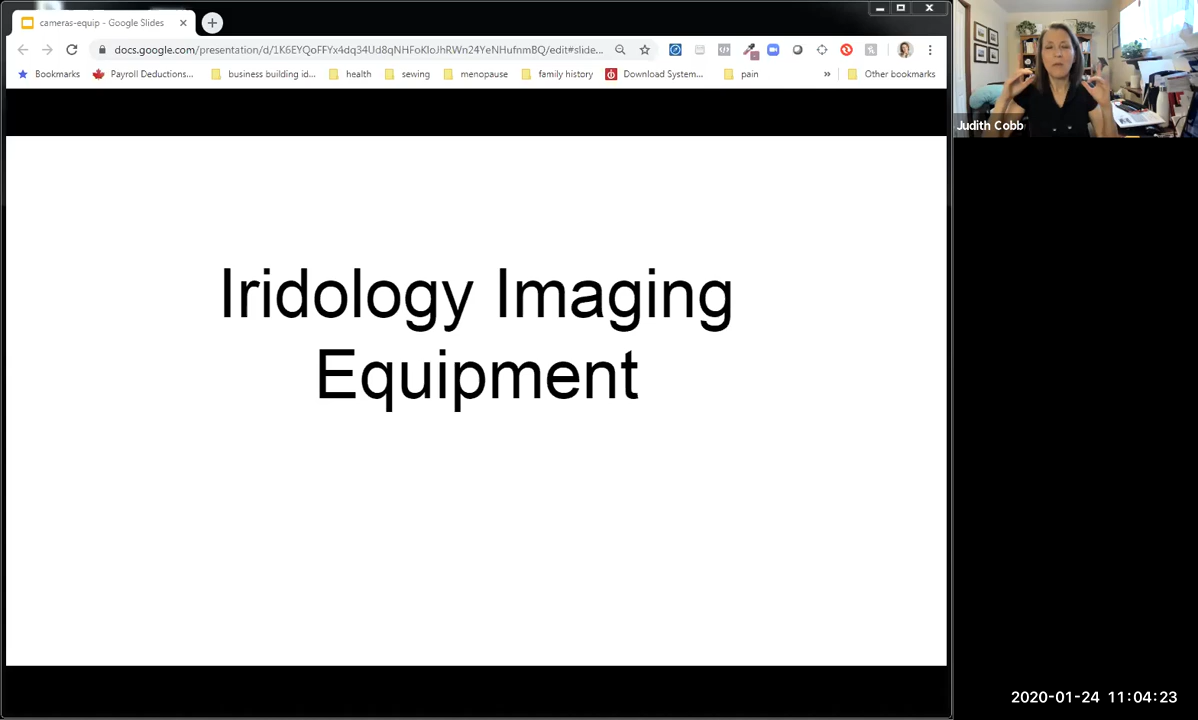 cameras-equip - Google Slides
docs.google.com/presentation/d/1K6EYQoFFYx4dq34Ud8qNHFoKloJhRWn24YeNHufnmBQ/edit#slide...
Bookmarks Payroll Deductions... business building id... health sewing menopause family history Download System... pain » Other bookmarks
Judith Cobb
Iridology Imaging
Equipment
2020-01-24 11:04:23